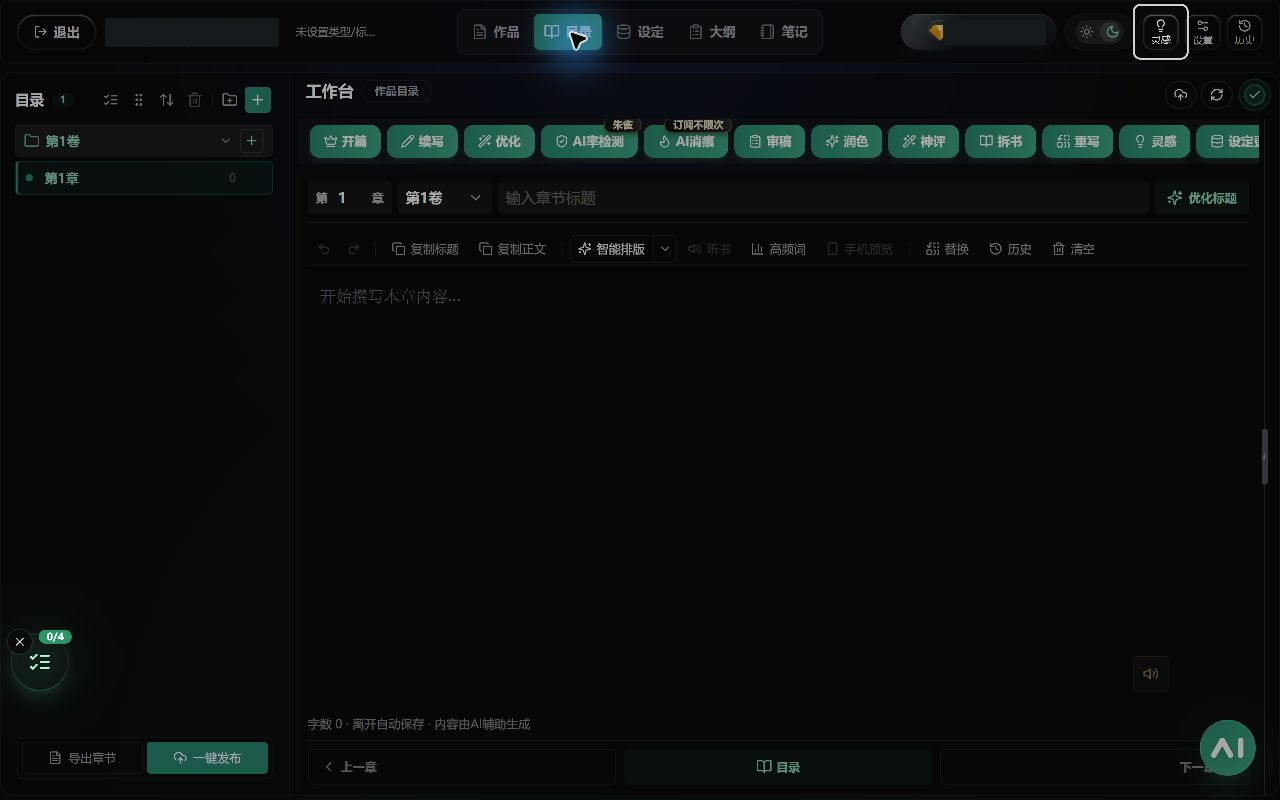 退出
未设置类型/标...
作品
目录
设定
大纲
笔记
灵感
设置
历史
目录 1
第1卷
第1章 0
0/4
导出章节
一键发布
工作台
作品目录
朱雀
订阅不限次
开篇
续写
优化
AI率检测
AI消痕
审稿
润色
神评
拆书
重写
灵感
第 1 章
第1卷
输入章节标题
优化标题
复制标题
复制正文
智能排版
听书
高频词
手机预览
替换
历史
清空
开始撰写本章内容...
字数 0 · 离开自动保存 · 内容由AI辅助生成
上一章
目录
AI